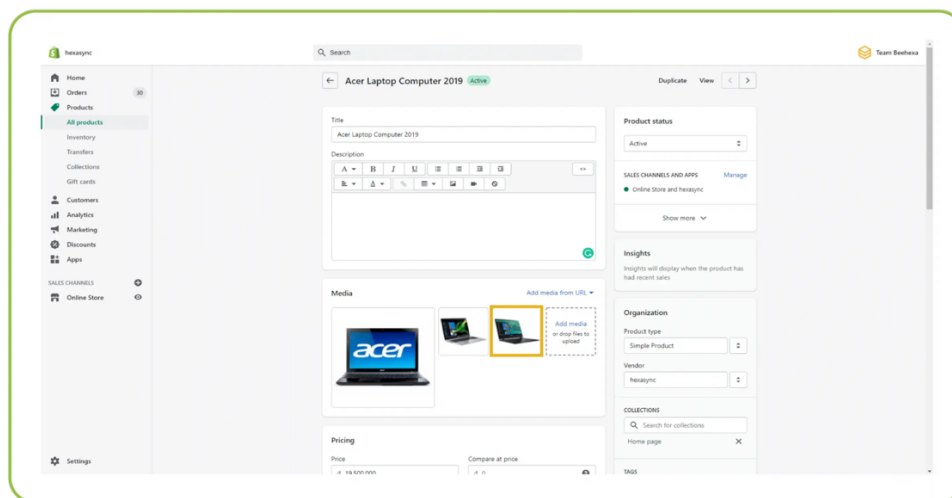 hexasync
Search
Team Beehexa
Home
Orders
30
Products
All products
Inventory
Transfers
Collections
Gift cards
Customers
Analytics
Marketing
Discounts
Apps
SALES CHANNELS
Online Store
Settings
Acer Laptop Computer 2019 Active
Duplicate View
Title
Acer Laptop Computer 2019
Description
A B I U
A
Media
Add media from URL
acer
Add media
or drop files to
upload
Pricing
Price
Compare at price
₫ 19,500,000
₫ 0
Product status
Active
SALES CHANNELS AND APPS Manage
Online Store and hexasync
Show more
Insights
Insights will display when the product has
had recent sales
Organization
Product type
Simple Product
Vendor
hexasync
COLLECTIONS
Search for collections
Home page
TAGS